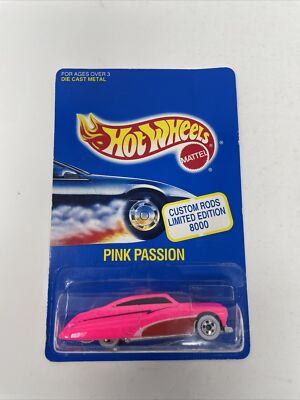 FOR AGES OVER 3
DIE CAST METAL
Hot Wheels
MATTEL
CUSTOM RODS
LIMITED EDITION
8000
PINK PASSION